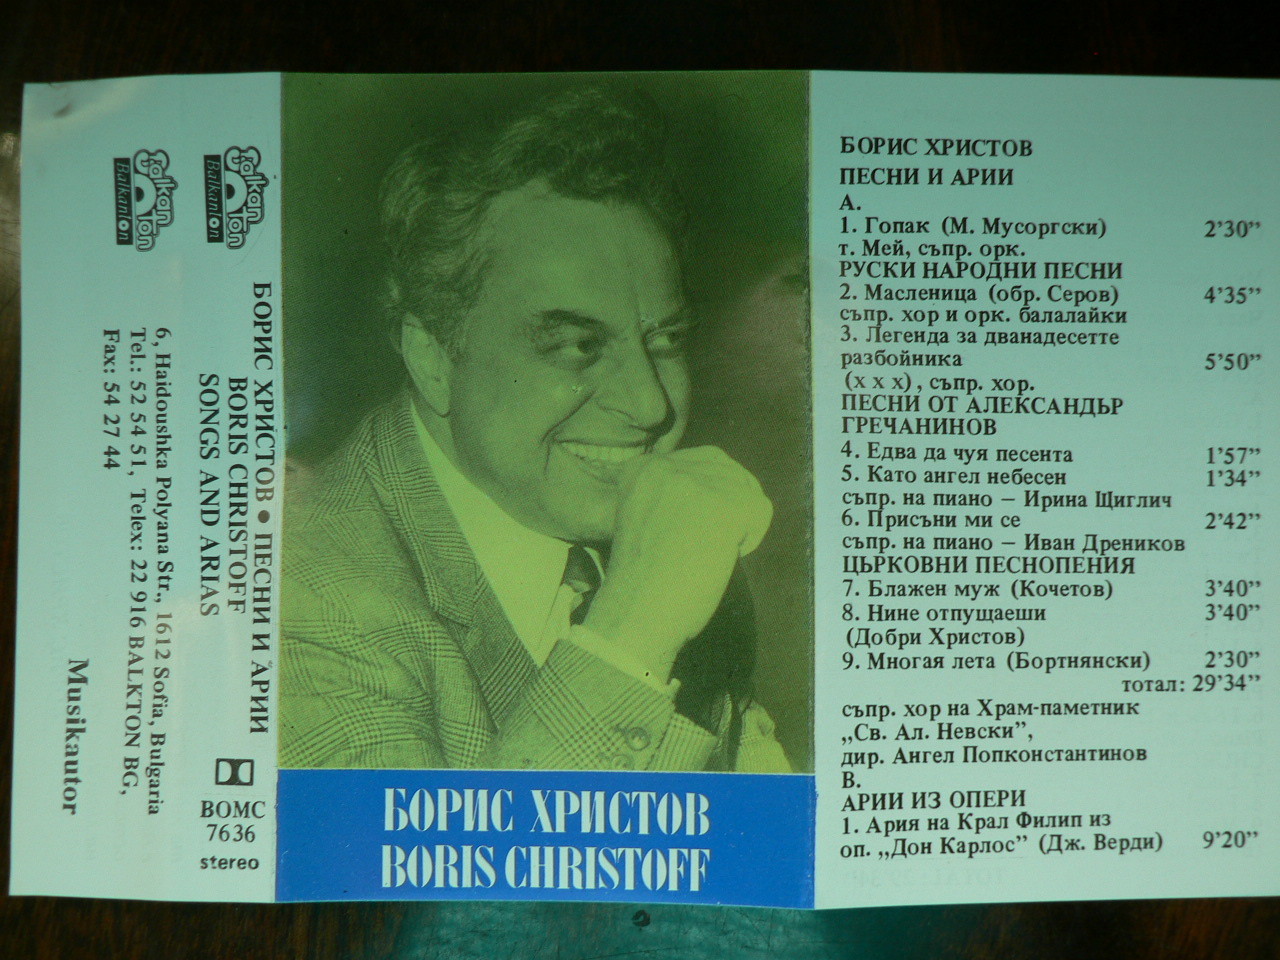 Balkanton
Balkanton
Balkanton
Balkanton
6, Haidoushka Polyana Str., 1612 Sofia, Bulgaria
Tel.: 52 54 51, Telex: 22 916 BALKTON BG,
Fax: 54 27 44
Musikautor
БОРИС ХРИСТОВ • ПЕСНИ И АРИИ
BORIS CHRISTOFF
SONGS AND ARIAS
ВОМС
7636
stereo
БОРИС ХРИСТОВ
BORIS CHRISTOFF
БОРИС ХРИСТОВ
ПЕСНИ И АРИИ
А.
1. Гопак (М. Мусоргски) 2’30”
т. Мей, съпр. орк.
РУСКИ НАРОДНИ ПЕСНИ
2. Масленица (обр. Серов) 4’35”
съпр. хор и орк. балалайки
3. Легенда за дванадесетте
разбойника 5’50”
(х х х), съпр. хор.
ПЕСНИ ОТ АЛЕКСАНДЪР
ГРЕЧАНИНОВ
4. Едва да чуя песента 1’57”
5. Като ангел небесен 1’34”
съпр. на пиано – Ирина Щиглич
6. Присъни ми се 2’42”
съпр. на пиано – Иван Дреников
ЦЪРКОВНИ ПЕСНОПЕНИЯ
7. Блажен муж (Кочетов) 3’40”
8. Нине отпущаеши 3’40”
(Добри Христов)
9. Многая лета (Бортнянски) 2’30”
тотал: 29’34”
съпр. хор на Храм-паметник
„Св. Ал. Невски”,
дир. Ангел Попконстантинов
В.
АРИИ ИЗ ОПЕРИ
1. Ария на Крал Филип из
оп. „Дон Карлос” (Дж. Верди) 9’20”